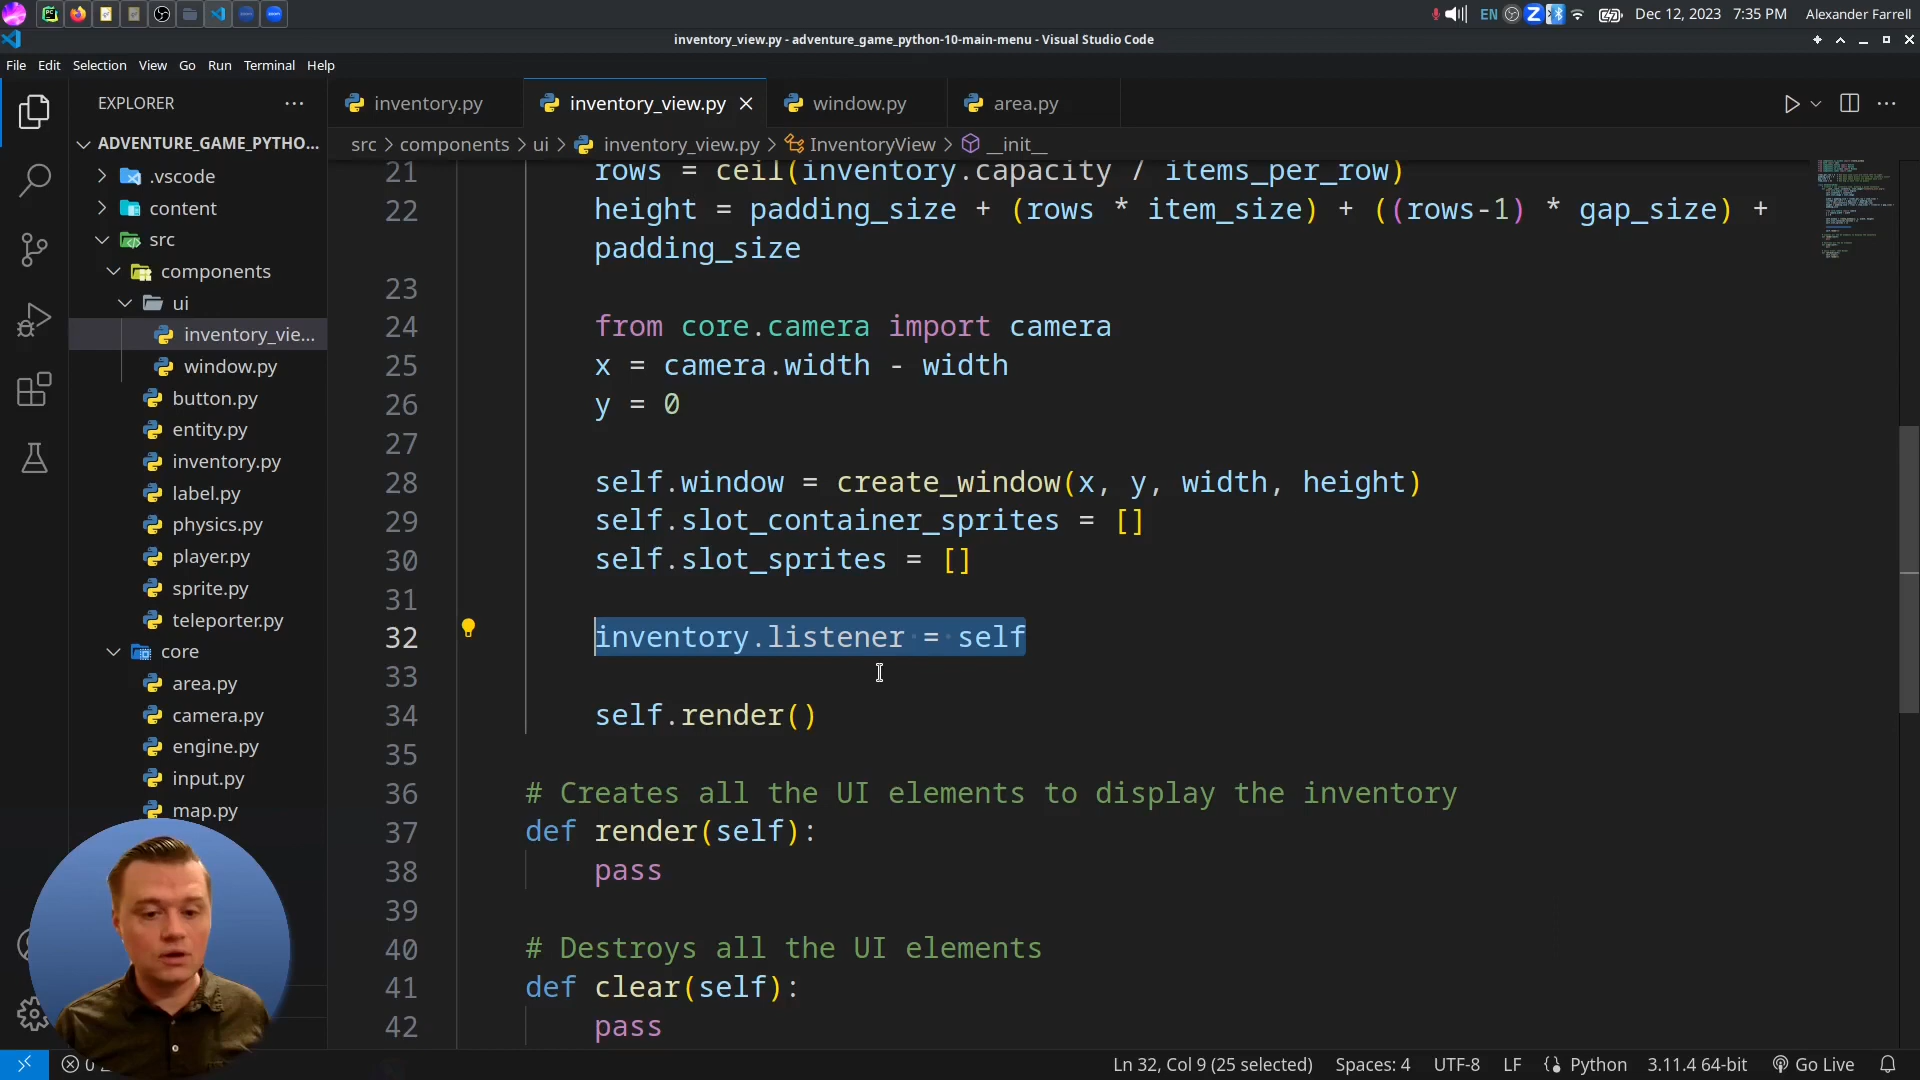 EN
Dec 12, 2023
7:35 PM
Alexander Farrell
inventory_view.py - adventure_game_python-10-main-menu - Visual Studio Code
File Edit Selection View Go Run Terminal Help
EXPLORER
inventory.py
inventory_view.py
window.py
area.py
src > components > ui > inventory_view.py > InventoryView > __init__
ADVENTURE_GAME_PYTHO...
.vscode
content
src
components
ui
inventory_vie...
window.py
button.py
entity.py
inventory.py
label.py
physics.py
player.py
sprite.py
teleporter.py
core
area.py
camera.py
engine.py
input.py
map.py
21 rows = ceil(inventory.capacity / items_per_row)
22 height = padding_size + (rows * item_size) + ((rows-1) * gap_size) +
padding_size
23
24 from core.camera import camera
25 x = camera.width - width
26 y = 0
27
28 self.window = create_window(x, y, width, height)
29 self.slot_container_sprites = []
30 self.slot_sprites = []
31
32 inventory.listener = self
33
34 self.render()
35
36 # Creates all the UI elements to display the inventory
37 def render(self):
38 pass
39
40 # Destroys all the UI elements
41 def clear(self):
42 pass
0
Ln 32, Col 9 (25 selected)
Spaces: 4
UTF-8
LF
Python
3.11.4 64-bit
Go Live